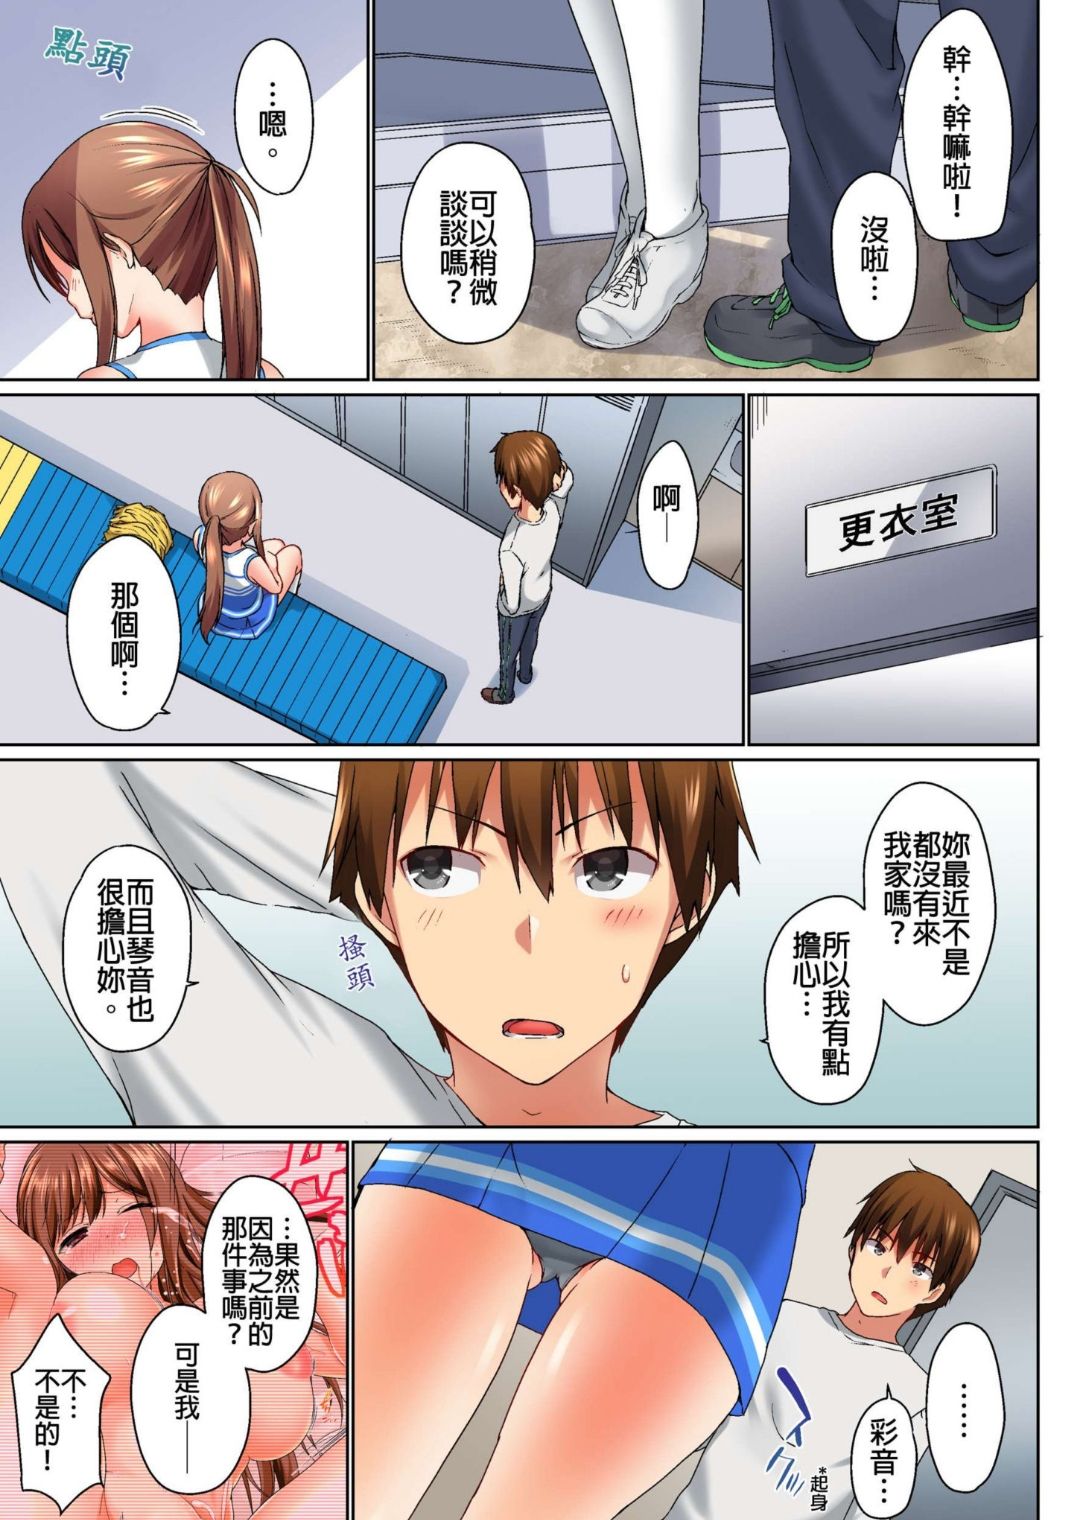 幹…幹嘛啦！
沒啦…
可以稍微
談談嗎？
…嗯。
點頭
更衣室
啊—
那個啊…
妳最近不是
都沒有來
我家嗎？
所以我有點
擔心…
搔頭
而且琴音也
很擔心妳。
……
彩音…
*起身
…果然是
因為之前的
那件事嗎？
可是我—
不…
不是的！